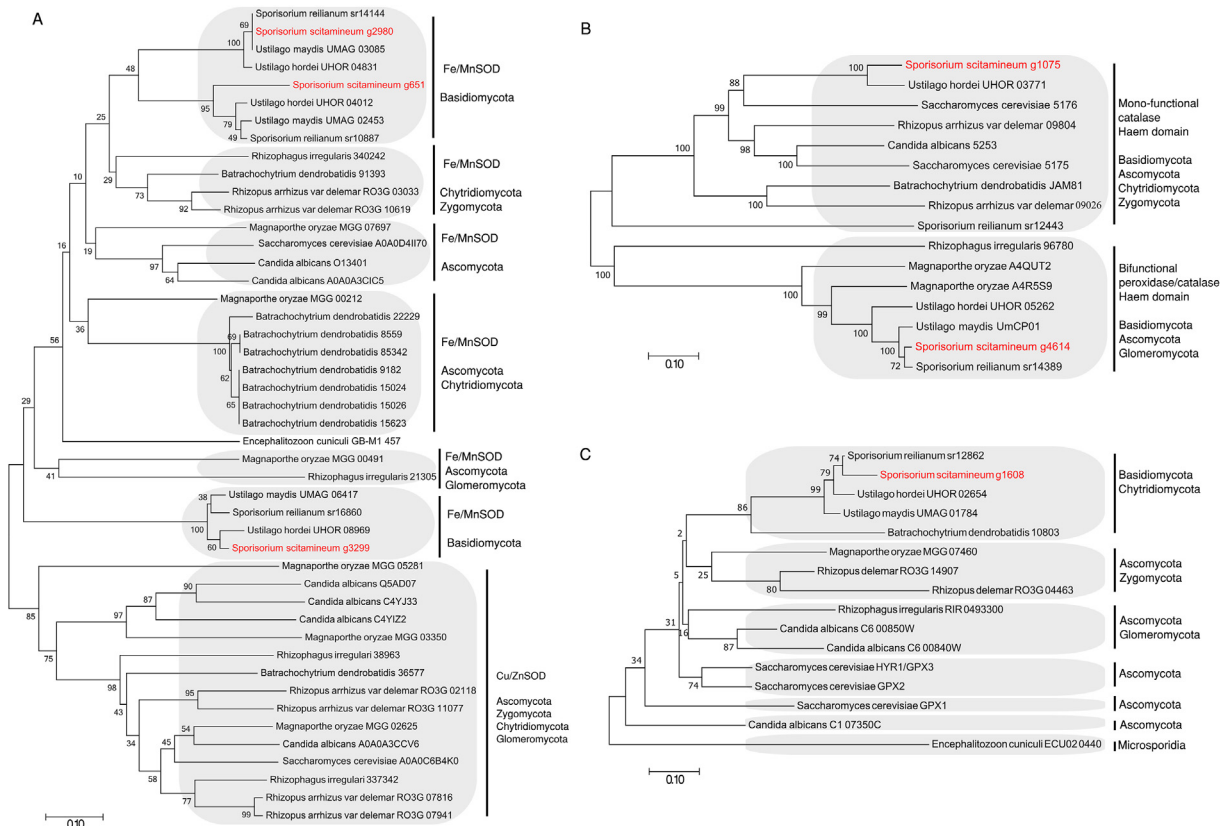 A
Sporisorium reilianum sr14144
69
Sporisorium scitamineum g2980
100
Ustilago maydis UMAG 03085
48
Ustilago hordei UHOR 04831
Fe/MnSOD
Sporisorium scitamineum g651
Basidiomycota
95
Ustilago hordei UHOR 04012
25
79
Ustilago maydis UMAG 02453
49
Sporisorium reilianum sr10887
Rhizophagus irregularis 340242
Fe/MnSOD
10
29
Batrachochytrium dendrobatidis 91393
73
Rhizopus arrhizus var delemar RO3G 03033
Chytridiomycota
92
Rhizopus arrhizus var delemar RO3G 10619
Zygomycota
Magnaporthe oryzae MGG 07697
Fe/MnSOD
16
19
Saccharomyces cerevisiae A0A0D4II70
97
Candida albicans O13401
Ascomycota
64
Candida albicans A0A0A3CIC5
Magnaporthe oryzae MGG 00212
36
Batrachochytrium dendrobatidis 22229
56
69
Batrachochytrium dendrobatidis 8559
Fe/MnSOD
100
Batrachochytrium dendrobatidis 85342
Ascomycota
62
Batrachochytrium dendrobatidis 9182
Chytridiomycota
Batrachochytrium dendrobatidis 15024
65
Batrachochytrium dendrobatidis 15026
29
Batrachochytrium dendrobatidis 15623
Encephalitozoon cuniculi GB-M1 457
Magnaporthe oryzae MGG 00491
Fe/MnSOD
41
Ascomycota
Rhizophagus irregularis 21305
Glomeromycota
38
Ustilago maydis UMAG 06417
Sporisorium reilianum sr16860
Fe/MnSOD
100
Ustilago hordei UHOR 08969
60
Sporisorium scitamineum g3299
Basidiomycota
Magnaporthe oryzae MGG 05281
90
Candida albicans Q5AD07
87
Candida albicans C4YJ33
85
97
Candida albicans C4YIZ2
Magnaporthe oryzae MGG 03350
75
Rhizophagus irregulari 38963
98
Batrachochytrium dendrobatidis 36577
Cu/ZnSOD
95
Rhizopus arrhizus var delemar RO3G 02118
43
Rhizopus arrhizus var delemar RO3G 11077
Ascomycota
Zygomycota
Chytridiomycota
Glomeromycota
34
54
Magnaporthe oryzae MGG 02625
45
Candida albicans A0A0A3CCV6
Saccharomyces cerevisiae A0A0C6B4K0
58
Rhizophagus irregulari 337342
77
Rhizopus arrhizus var delemar RO3G 07816
99
Rhizopus arrhizus var delemar RO3G 07941
0.10
B
100
Sporisorium scitamineum g1075
88
Ustilago hordei UHOR 03771
99
Saccharomyces cerevisiae 5176
Mono-functional
catalase
Haem domain
Rhizopus arrhizus var delemar 09804
100
98
Candida albicans 5253
100
Saccharomyces cerevisiae 5175
Basidiomycota
Ascomycota
Chytridiomycota
Zygomycota
Batrachochytrium dendrobatidis JAM81
100
Rhizopus arrhizus var delemar 09026
Sporisorium reilianum sr12443
Rhizophagus irregularis 96780
100
Magnaporthe oryzae A4QUT2
Bifunctional
peroxidase/catalase
Haem domain
100
Magnaporthe oryzae A4R5S9
99
Ustilago hordei UHOR 05262
Basidiomycota
Ascomycota
Glomeromycota
100
Ustilago maydis UmCP01
100
Sporisorium scitamineum g4614
72
Sporisorium reilianum sr14389
0.10
C
74
Sporisorium reilianum sr12862
79
Sporisorium scitamineum g1608
Basidiomycota
Chytridiomycota
99
Ustilago hordei UHOR 02654
86
Ustilago maydis UMAG 01784
Batrachochytrium dendrobatidis 10803
2
Magnaporthe oryzae MGG 07460
Ascomycota
Zygomycota
5
25
Rhizopus delemar RO3G 14907
80
Rhizopus delemar RO3G 04463
Rhizophagus irregularis RIR 0493300
Ascomycota
Glomeromycota
31
16
Candida albicans C6 00850W
87
Candida albicans C6 00840W
34
Saccharomyces cerevisiae HYR1/GPX3
Ascomycota
74
Saccharomyces cerevisiae GPX2
Saccharomyces cerevisiae GPX1
Ascomycota
Candida albicans C1 07350C
Ascomycota
Encephalitozoon cuniculi ECU02 0440
Microsporidia
0.10